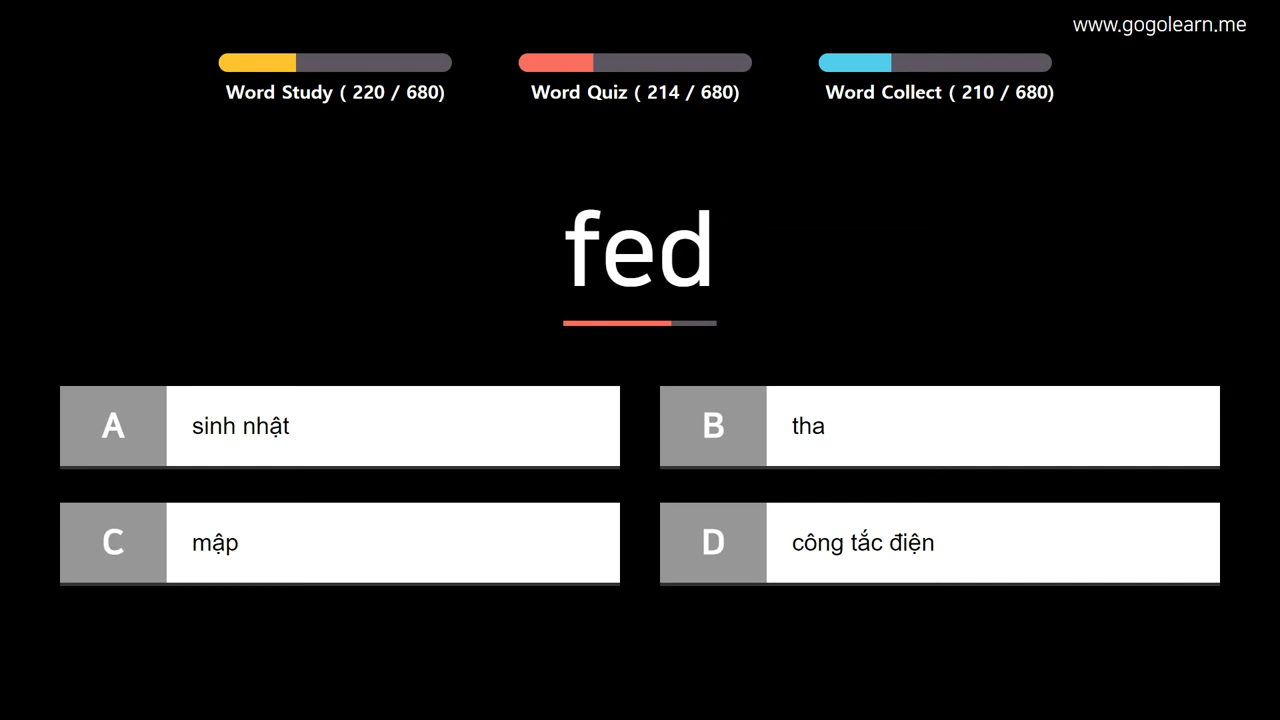 www.gogolearn.me
Word Study ( 220 / 680)
Word Quiz ( 214 / 680)
Word Collect ( 210 / 680)
fed
A sinh nhật
B tha
C mập
D công tắc điện